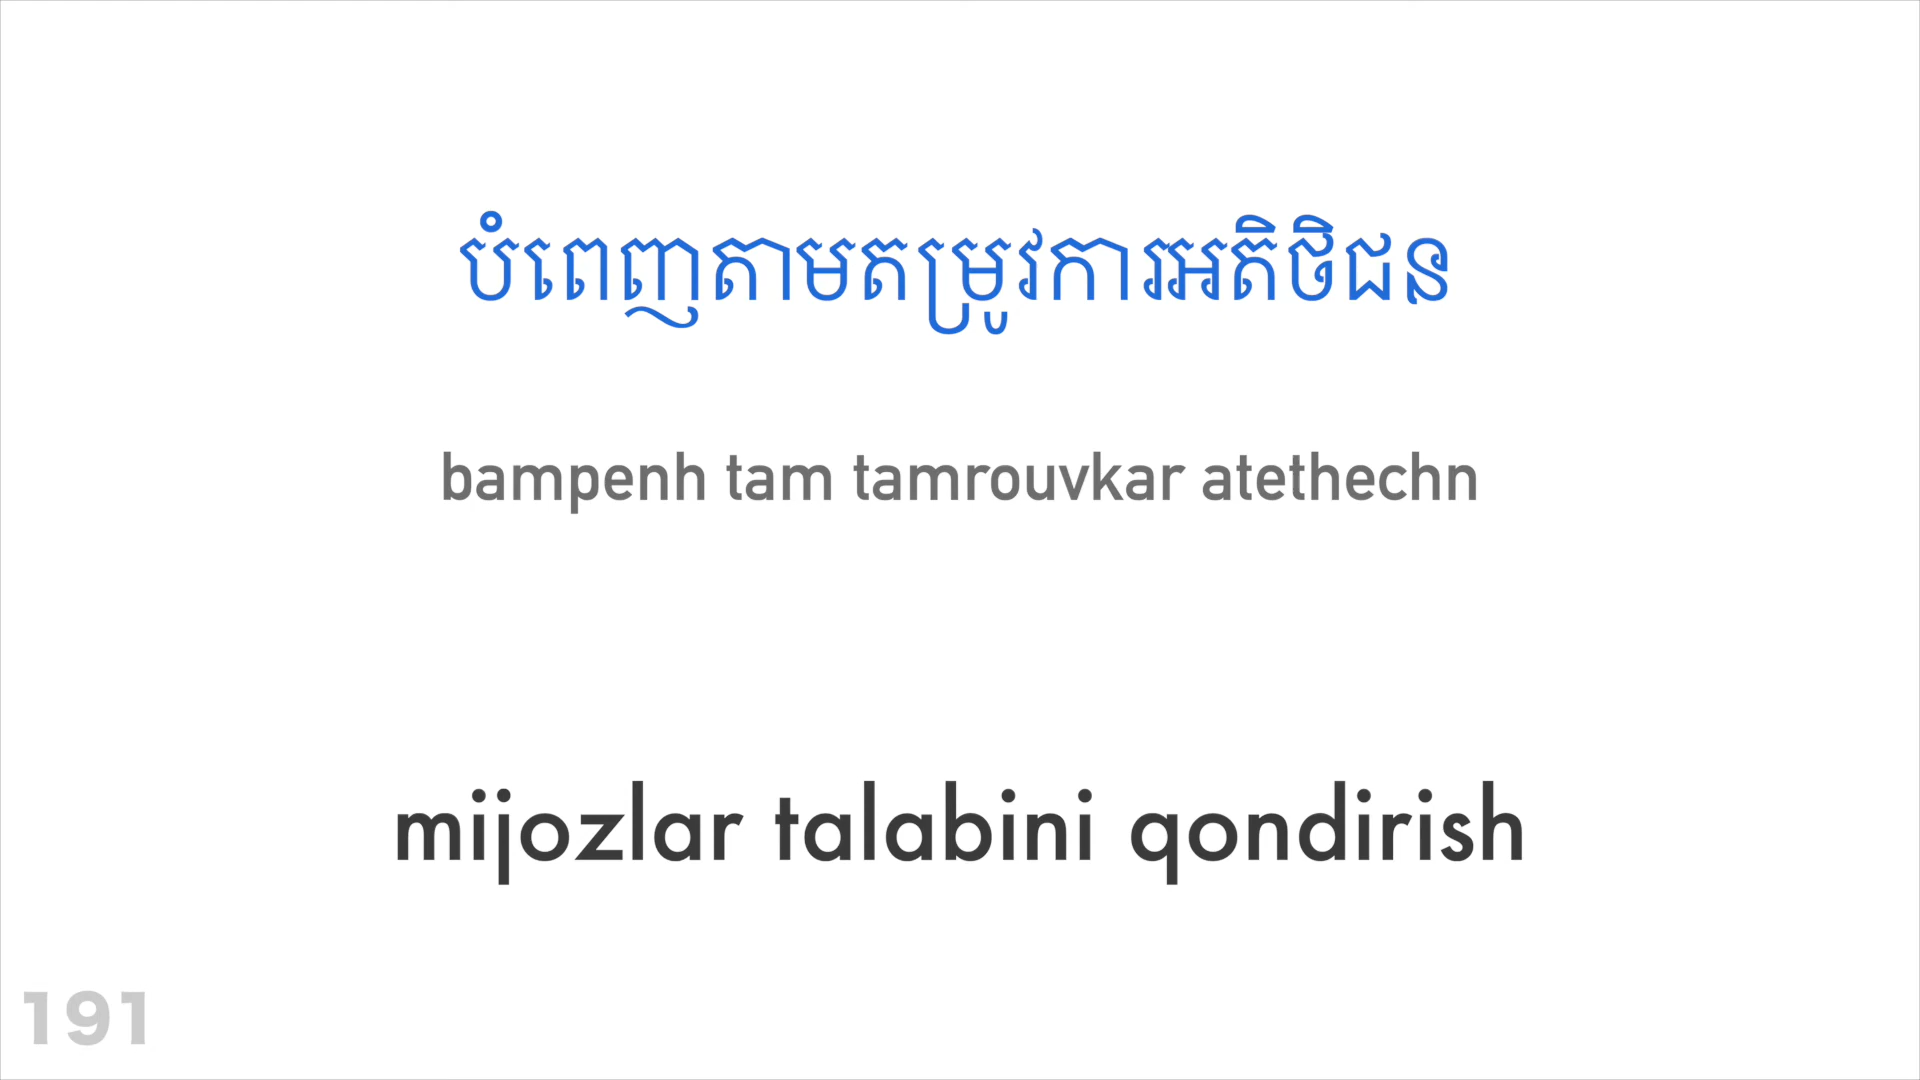 បំពេញតាមតម្រូវការអតិថិជន
bampenh tam tamrouvkar atethechn
mijozlar talabini qondirish
191